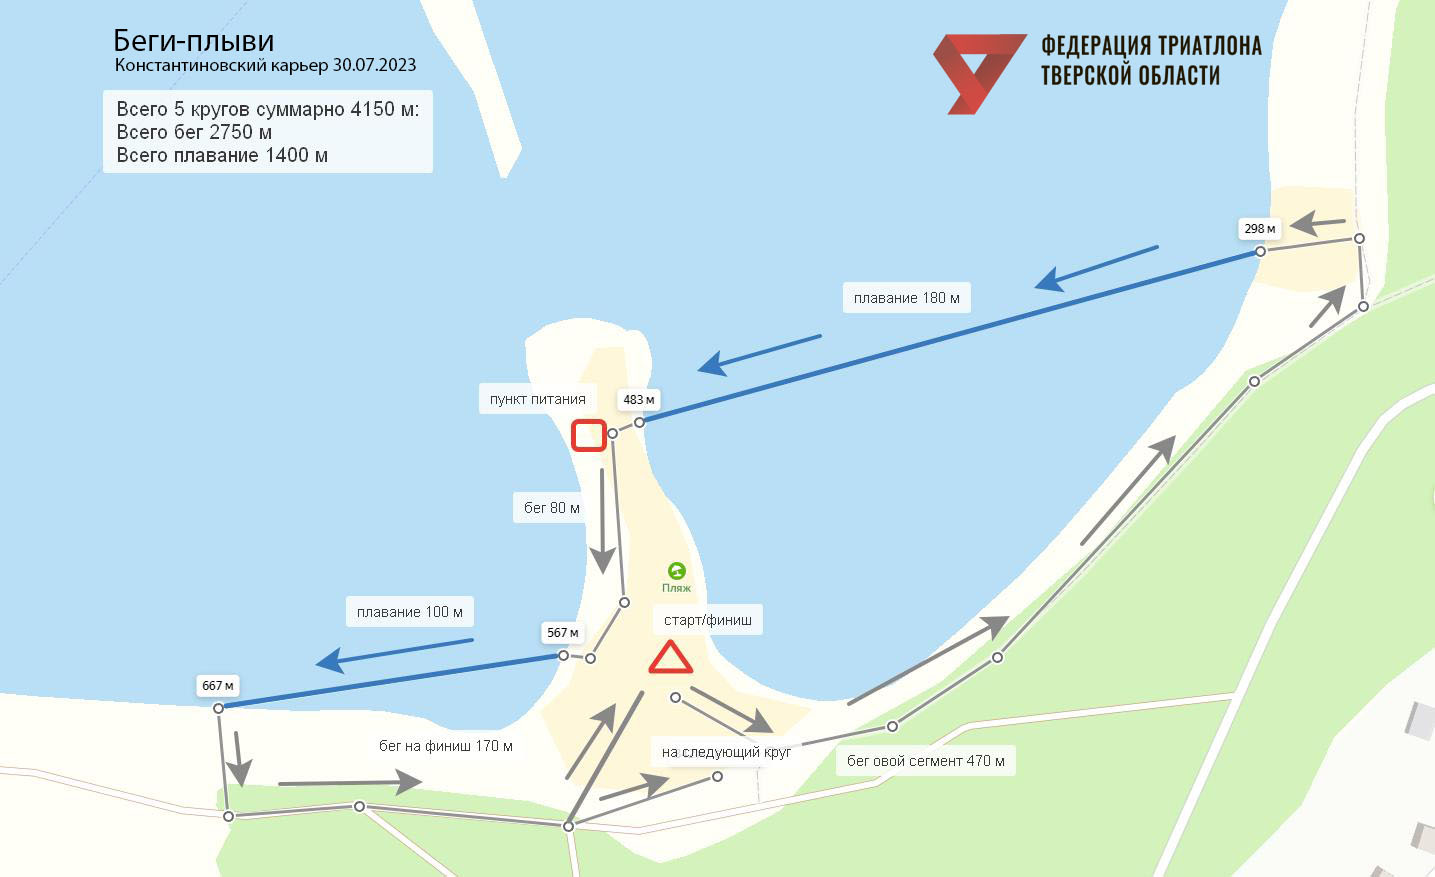 Беги-плыви
Константиновский карьер 30.07.2023
ФЕДЕРАЦИЯ ТРИАТЛОНА
ТВЕРСКОЙ ОБЛАСТИ
Всего 5 кругов суммарно 4150 м:
Всего бег 2750 м
Всего плавание 1400 м
298 м
плавание 180 м
пункт питания
483 м
бег 80 м
Пляж
плавание 100 м
старт/финиш
567 м
667 м
бег на финиш 170 м
на следующий круг
бег овой сегмент 470 м